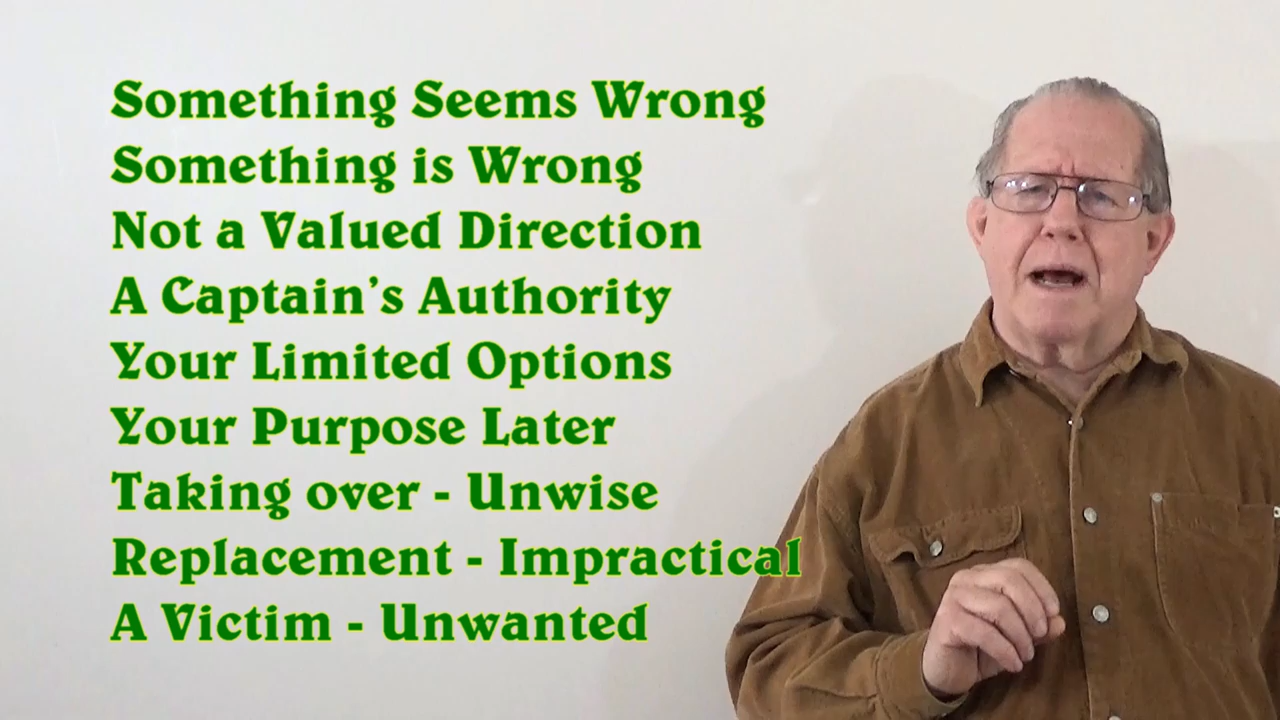 Something Seems Wrong
Something is Wrong
Not a Valued Direction
A Captain's Authority
Your Limited Options
Your Purpose Later
Taking over - Unwise
Replacement - Impractical
A Victim - Unwanted